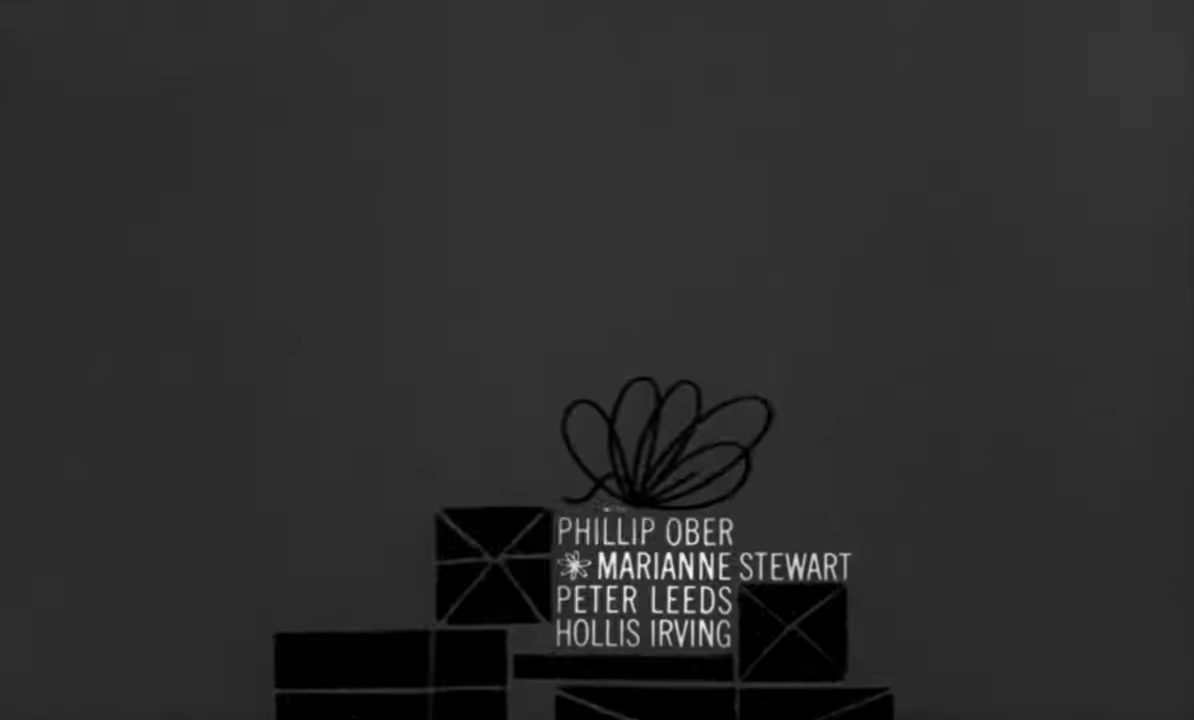 PHILLIP OBER
MARIANNE STEWART
PETER LEEDS
HOLLIS IRVING